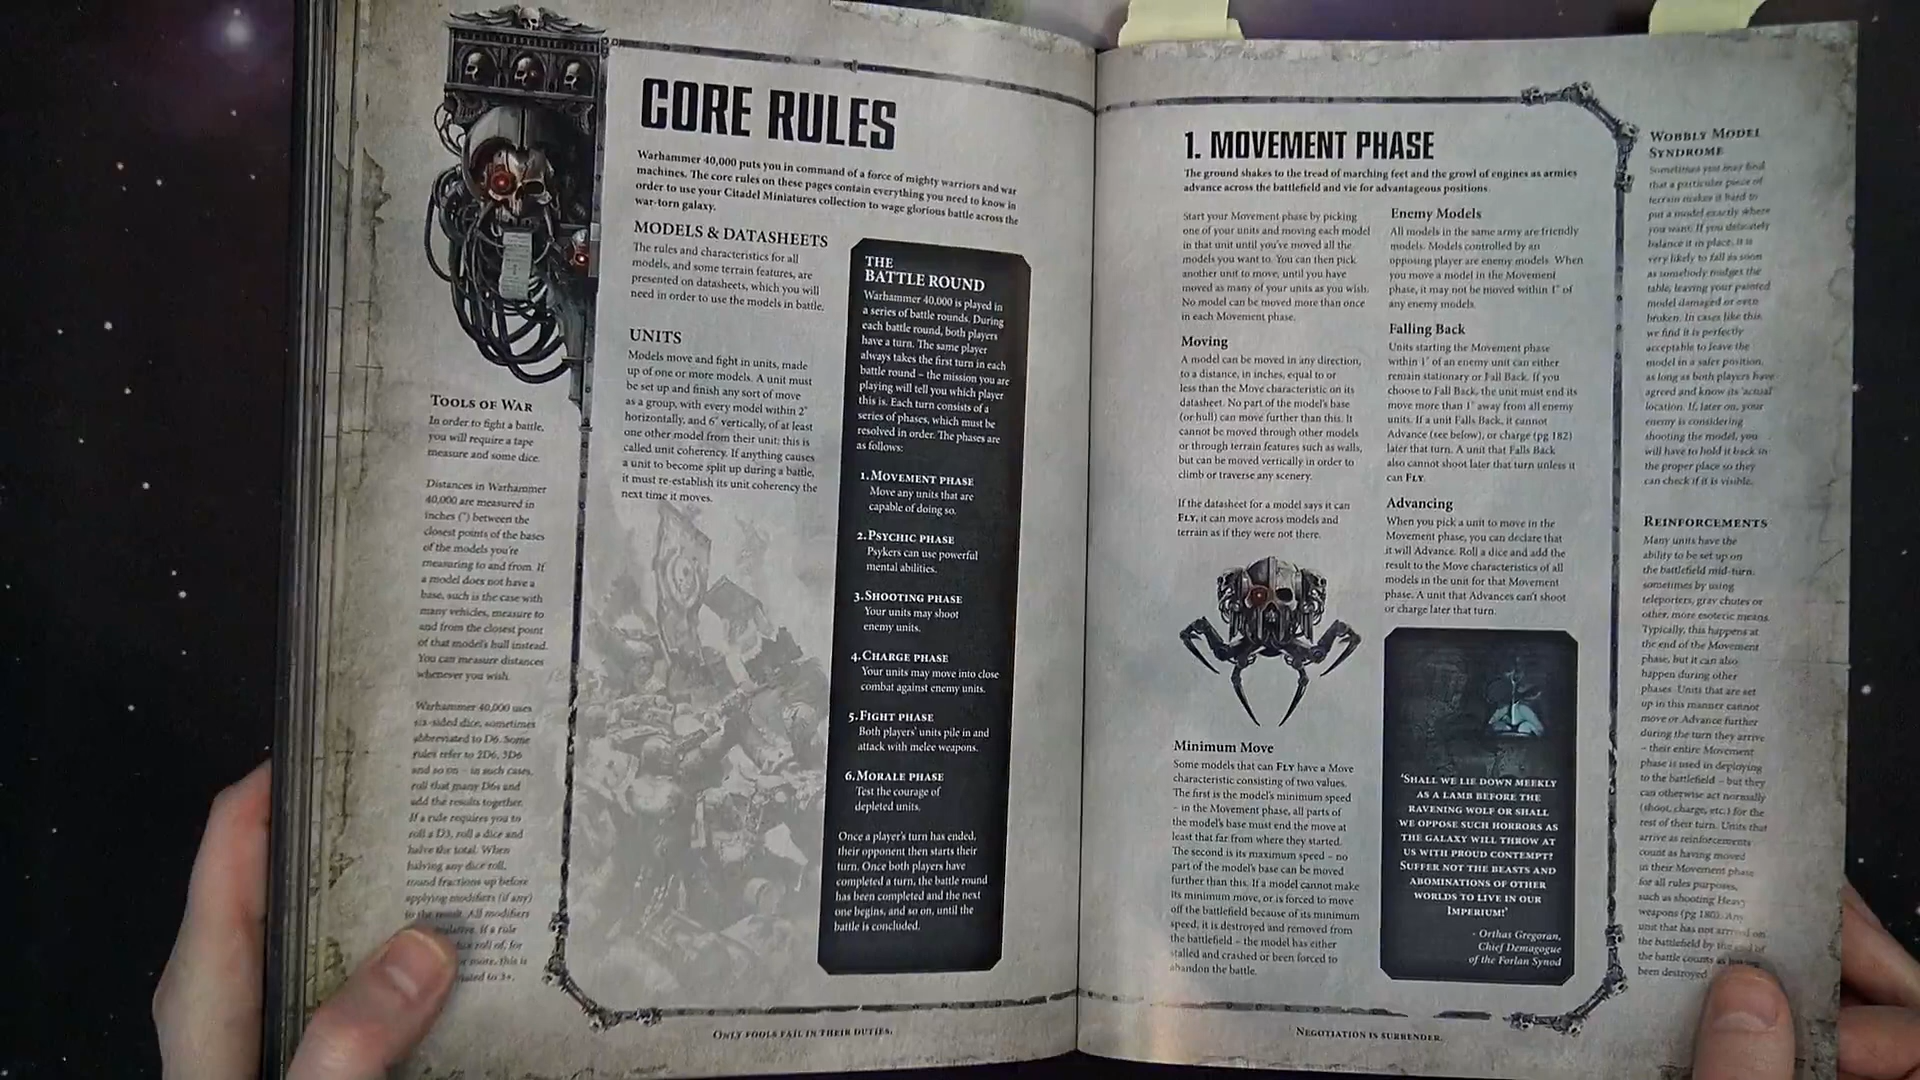 CORE RULES
Warhammer 40,000 puts you in command of a force of mighty warriors and war
machines. The core rules on these pages contain everything you need to know in
order to use your Citadel Miniatures collection to wage glorious battle across the
war-torn galaxy.
MODELS & DATASHEETS
The rules and characteristics for all
models, and some terrain features, are
presented on datasheets, which you will
need in order to use the models in battle.
UNITS
Models move and fight in units, made
up of one or more models. A unit must
be set up and finish any sort of move
as a group, with every model within 2"
horizontally, and 6" vertically, of at least
one other model from their unit: this is
called unit coherency. If anything causes
a unit to become split up during a battle,
it must re-establish its unit coherency the
next time it moves.
TOOLS OF WAR
In order to fight a battle,
you will require a tape
measure and some dice.
Distances in Warhammer
40,000 are measured in
inches (") between the
closest points of the bases
of the models you're
measuring to and from. If
a model does not have a
base, such is the case with
many vehicles, measure to
and from the closest point
of that model's hull instead.
You can measure distances
whenever you wish.
Warhammer 40,000 uses
six-sided dice, sometimes
abbreviated to D6. Some
rules refer to 2D6, 3D6
and so on – in such cases,
roll that many D6s and
add the results together.
If a rule requires you to
roll a D3, roll a dice and
halve the total. When
halving any dice roll,
round fractions up before
applying modifiers (if any)
to the result. All modifiers
If a rule
roll of, for
or more, this is
to 3+.
THE
BATTLE ROUND
Warhammer 40,000 is played in
a series of battle rounds. During
each battle round, both players
have a turn. The same player
always takes the first turn in each
battle round – the mission you are
playing will tell you which player
this is. Each turn consists of a
series of phases, which must be
resolved in order. The phases are
as follows:
1. MOVEMENT PHASE
Move any units that are
capable of doing so.
2. PSYCHIC PHASE
Psykers can use powerful
mental abilities.
3. SHOOTING PHASE
Your units may shoot
enemy units.
4. CHARGE PHASE
Your units may move into close
combat against enemy units.
5. FIGHT PHASE
Both players' units pile in and
attack with melee weapons.
6. MORALE PHASE
Test the courage of
depleted units.
Once a player's turn has ended,
their opponent then starts their
turn. Once both players have
completed a turn, the battle round
has been completed and the next
one begins, and so on, until the
battle is concluded.
ONLY FOOLS FAIL IN THEIR DUTIES.
1. MOVEMENT PHASE
The ground shakes to the tread of marching feet and the growl of engines as armies
advance across the battlefield and vie for advantageous positions.
Start your Movement phase by picking
one of your units and moving each model
in that unit until you've moved all the
models you want to. You can then pick
another unit to move, until you have
moved as many of your units as you wish.
No model can be moved more than once
in each Movement phase.
Moving
A model can be moved in any direction,
to a distance, in inches, equal to or
less than the Move characteristic on its
datasheet. No part of the model's base
(or hull) can move further than this. It
cannot be moved through other models
or through terrain features such as walls,
but can be moved vertically in order to
climb or traverse any scenery.
If the datasheet for a model says it can
FLY, it can move across models and
terrain as if they were not there.
Minimum Move
Some models that can FLY have a Move
characteristic consisting of two values.
The first is the model's minimum speed
– in the Movement phase, all parts of
the model's base must end the move at
least that far from where they started.
The second is its maximum speed – no
part of the model's base can be moved
further than this. If a model cannot make
its minimum move, or is forced to move
off the battlefield because of its minimum
speed, it is destroyed and removed from
the battlefield – the model has either
stalled and crashed or been forced to
abandon the battle.
Enemy Models
All models in the same army are friendly
models. Models controlled by an
opposing player are enemy models. When
you move a model in the Movement
phase, it may not be moved within 1" of
any enemy models.
Falling Back
Units starting the Movement phase
within 1" of an enemy unit can either
remain stationary or Fall Back. If you
choose to Fall Back, the unit must end its
move more than 1" away from all enemy
units. If a unit Falls Back, it cannot
Advance (see below), or charge (pg 182)
later that turn. A unit that Falls Back
also cannot shoot later that turn unless it
can FLY.
Advancing
When you pick a unit to move in the
Movement phase, you can declare that
it will Advance. Roll a dice and add the
result to the Move characteristics of all
models in the unit for that Movement
phase. A unit that Advances can't shoot
or charge later that turn.
'SHALL WE LIE DOWN MEEKLY
AS A LAMB BEFORE THE
RAVENING WOLF OR SHALL
WE OPPOSE SUCH HORRORS AS
THE GALAXY WILL THROW AT
US WITH PROUD CONTEMPT?
SUFFER NOT THE BEASTS AND
ABOMINATIONS OF OTHER
WORLDS TO LIVE IN OUR
IMPERIUM!'
- Orthas Gregoran,
Chief Demagogue
of the Forlan Synod
WOBBLY MODEL
SYNDROME
Sometimes you may find
that a particular piece of
terrain makes it hard to
put a model exactly where
you want. If you delicately
balance it in place, it is
very likely to fall as soon
as somebody nudges the
table, leaving your painted
model damaged or even
broken. In cases like this,
we find it is perfectly
acceptable to leave the
model in a safer position,
as long as both players have
agreed and know its 'actual'
location. If, later on, your
enemy is considering
shooting the model, you
will have to hold it back in
the proper place so they
can check if it is visible.
REINFORCEMENTS
Many units have the
ability to be set up on
the battlefield mid-turn,
sometimes by using
teleporters, grav chutes or
other, more esoteric means.
Typically, this happens at
the end of the Movement
phase, but it can also
happen during other
phases. Units that are set
up in this manner cannot
move or Advance further
during the turn they arrive
– their entire Movement
phase is used in deploying
to the battlefield – but they
can otherwise act normally
(shoot, charge, etc.) for the
rest of their turn. Units that
arrive as reinforcements
count as having moved
in their Movement phase
for all rules purposes,
such as shooting Heavy
weapons (pg 180). Any
unit that has not arrived on
the battlefield by the end of
the battle counts as having
been destroyed.
NEGOTIATION IS SURRENDER.